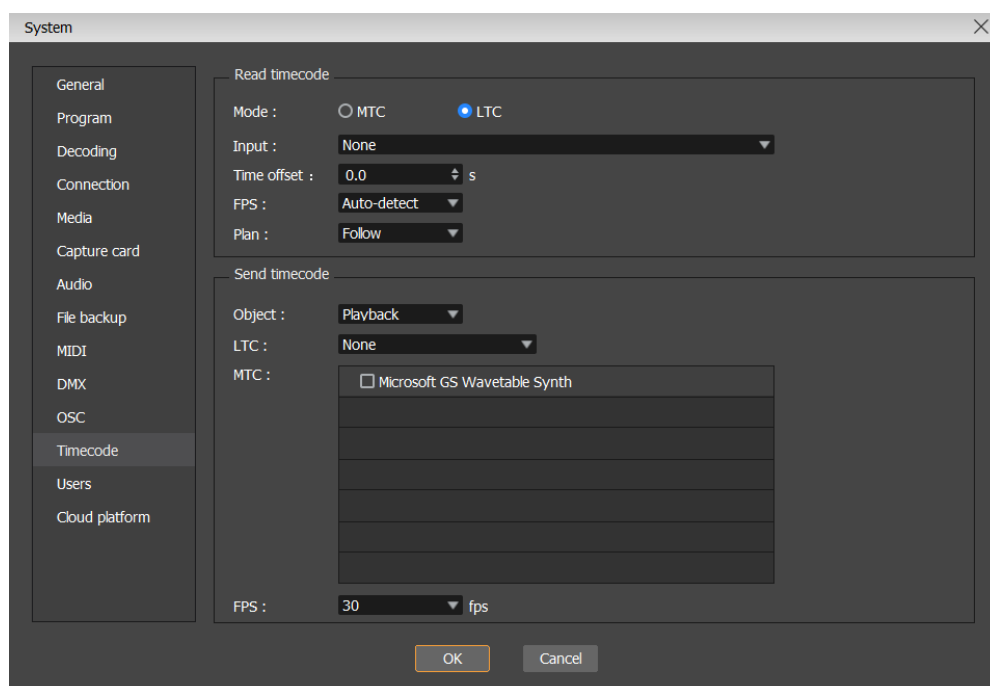 System
General
Program
Decoding
Connection
Media
Capture card
Audio
File backup
MIDI
DMX
OSC
Timecode
Users
Cloud platform
Read timecode
Mode : MTC LTC
Input : None
Time offset : 0.0 s
FPS : Auto-detect
Plan : Follow
Send timecode
Object : Playback
LTC : None
MTC : Microsoft GS Wavetable Synth
FPS : 30 fps
OK Cancel